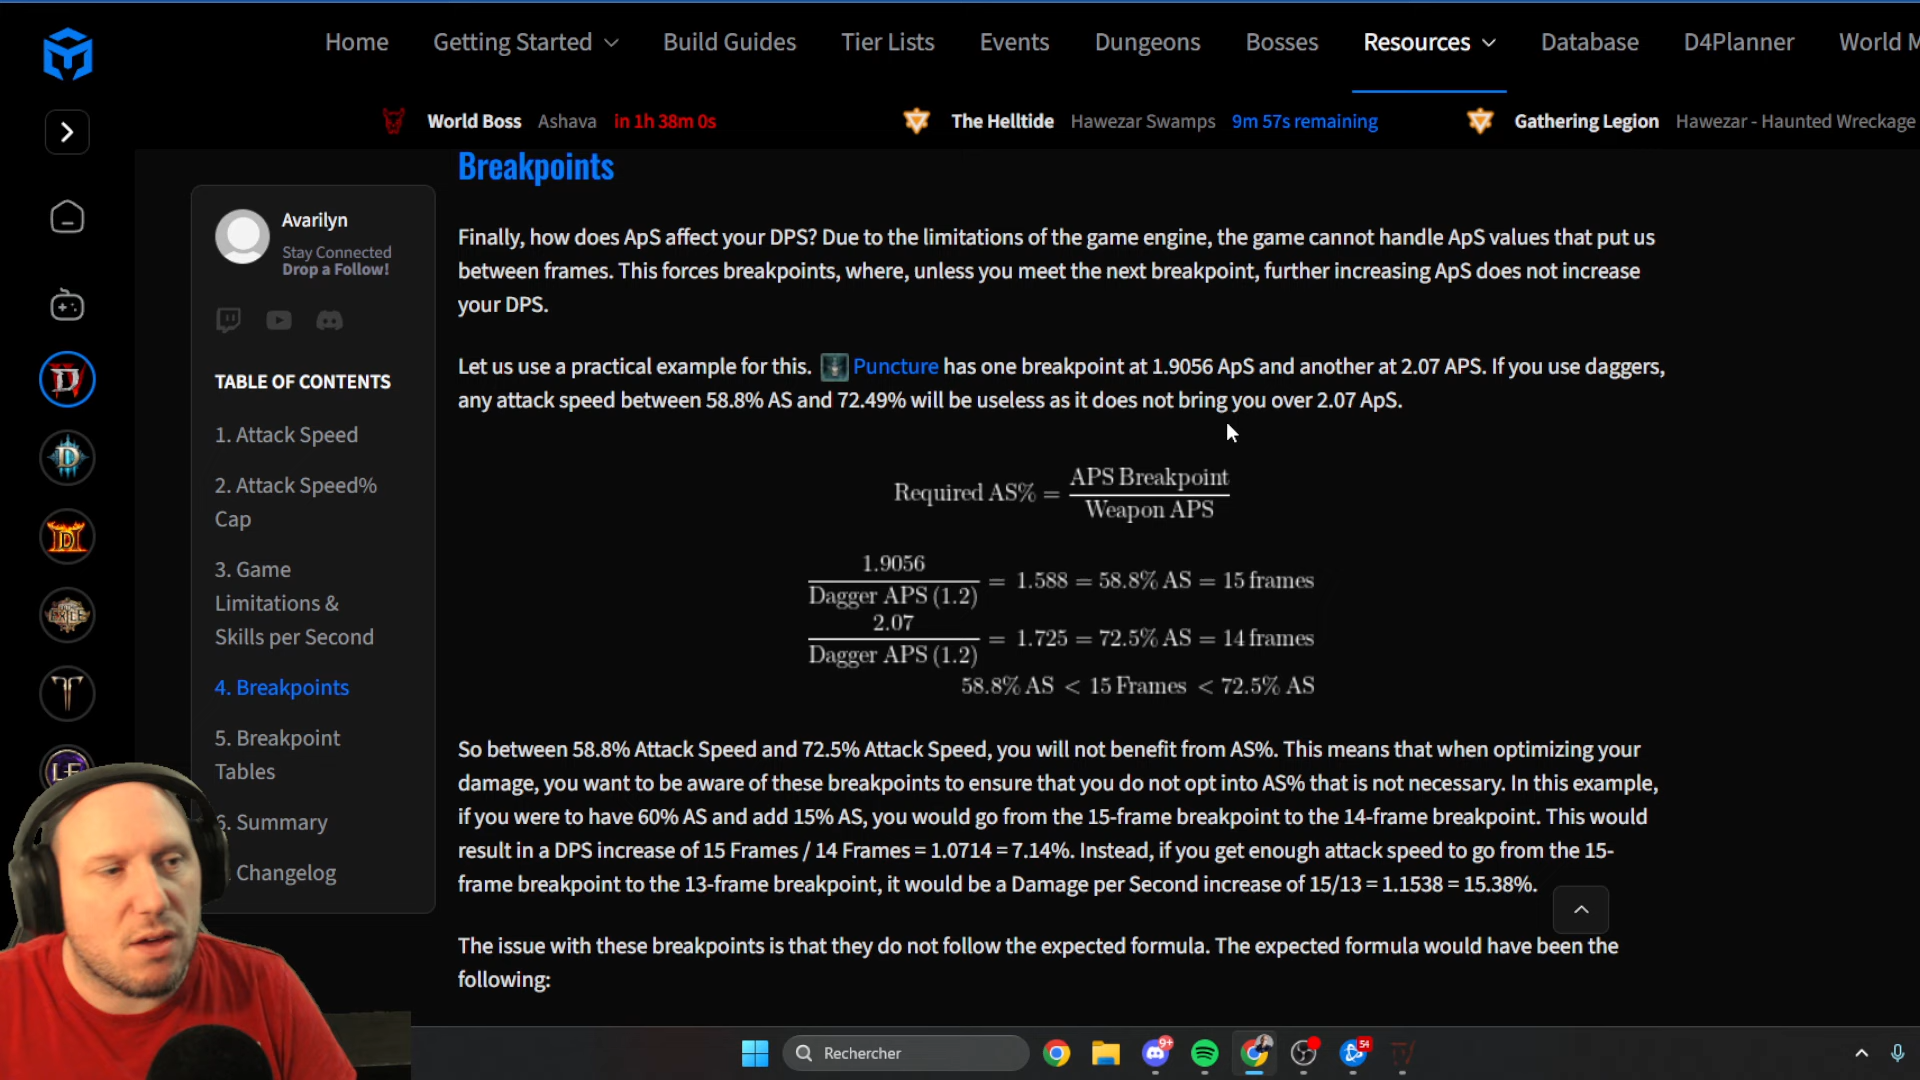 Home
Getting Started
Build Guides
Tier Lists
Events
Dungeons
Bosses
Resources
Database
D4Planner
World M
World Boss Ashava in 1h 38m 0s
The Helltide Hawezar Swamps 9m 57s remaining
Gathering Legion Hawezar - Haunted Wreckage
Avarilyn
Stay Connected
Drop a Follow!
TABLE OF CONTENTS
1. Attack Speed
2. Attack Speed%
Cap
3. Game
Limitations &
Skills per Second
4. Breakpoints
5. Breakpoint
Tables
6. Summary
Changelog
Breakpoints
Finally, how does ApS affect your DPS? Due to the limitations of the game engine, the game cannot handle ApS values that put us
between frames. This forces breakpoints, where, unless you meet the next breakpoint, further increasing ApS does not increase
your DPS.
Let us use a practical example for this. Puncture has one breakpoint at 1.9056 ApS and another at 2.07 APS. If you use daggers,
any attack speed between 58.8% AS and 72.49% will be useless as it does not bring you over 2.07 ApS.
Required AS% = APS Breakpoint / Weapon APS
1.9056 / Dagger APS (1.2) = 1.588 = 58.8% AS = 15 frames
2.07 / Dagger APS (1.2) = 1.725 = 72.5% AS = 14 frames
58.8% AS < 15 Frames < 72.5% AS
So between 58.8% Attack Speed and 72.5% Attack Speed, you will not benefit from AS%. This means that when optimizing your
damage, you want to be aware of these breakpoints to ensure that you do not opt into AS% that is not necessary. In this example,
if you were to have 60% AS and add 15% AS, you would go from the 15-frame breakpoint to the 14-frame breakpoint. This would
result in a DPS increase of 15 Frames / 14 Frames = 1.0714 = 7.14%. Instead, if you get enough attack speed to go from the 15-
frame breakpoint to the 13-frame breakpoint, it would be a Damage per Second increase of 15/13 = 1.1538 = 15.38%.
The issue with these breakpoints is that they do not follow the expected formula. The expected formula would have been the
following:
Rechercher
9+
54